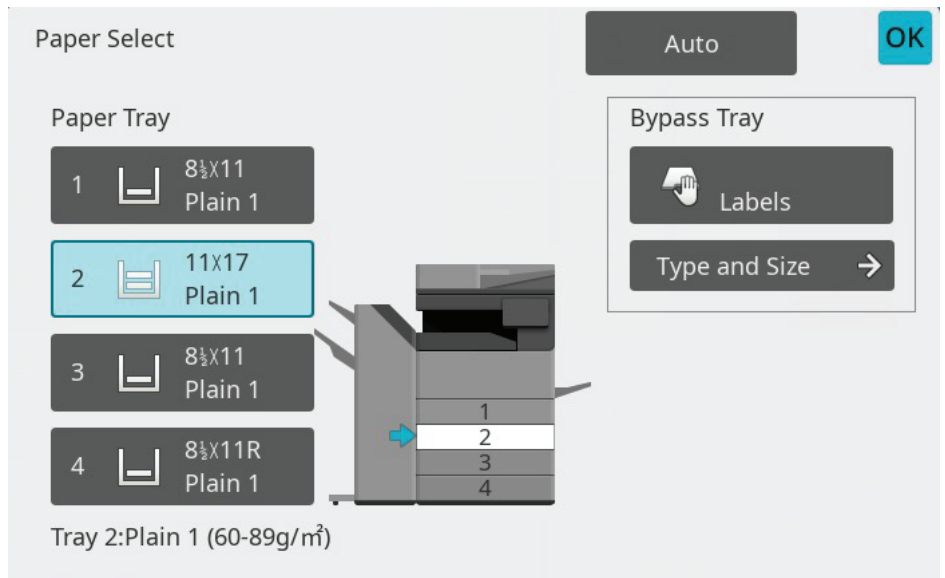 Paper Select
Auto
OK
Paper Tray
1
8½X11
Plain 1
2
11X17
Plain 1
3
8½X11
Plain 1
4
8½X11R
Plain 1
1
2
3
4
Bypass Tray
Labels
Type and Size
Tray 2:Plain 1 (60-89g/㎡)